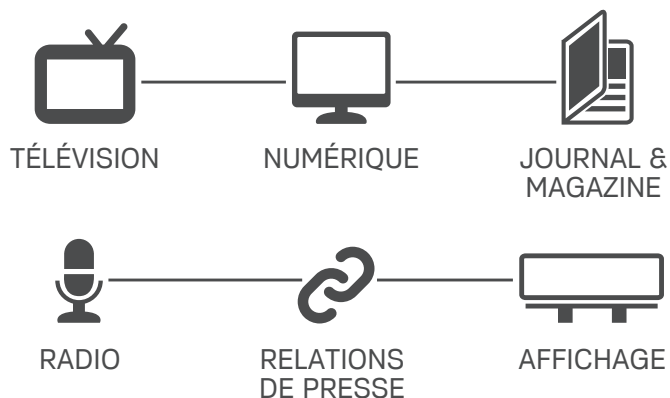 TÉLÉVISION
NUMÉRIQUE
JOURNAL &
MAGAZINE
RADIO
RELATIONS
DE PRESSE
AFFICHAGE